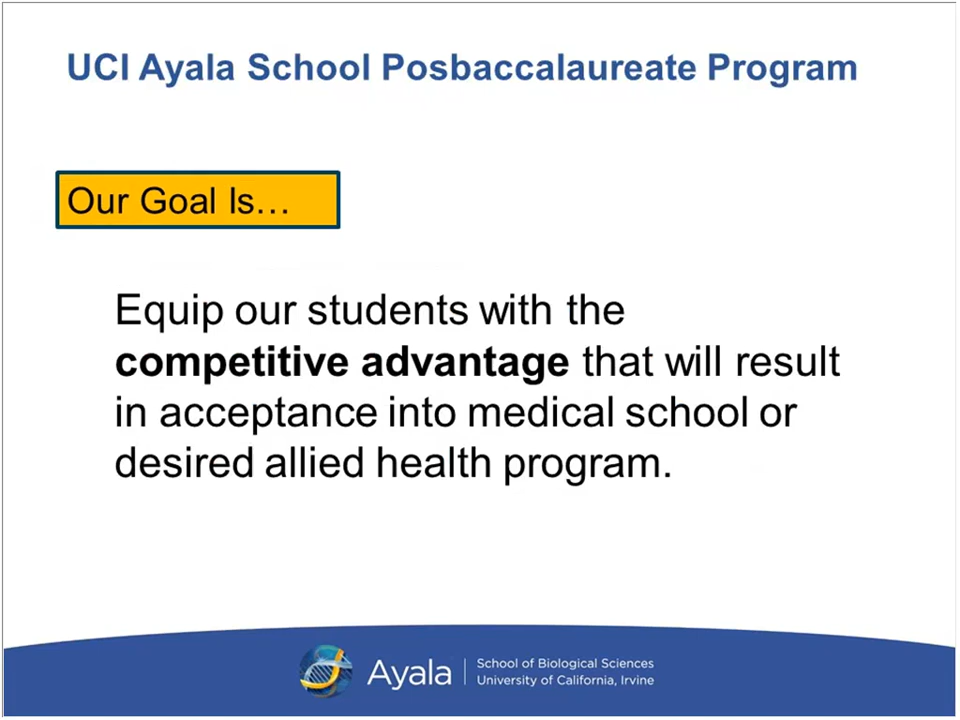 UCI Ayala School Posbaccalaureate Program
Our Goal Is…
Equip our students with the
competitive advantage that will result
in acceptance into medical school or
desired allied health program.
Ayala
School of Biological Sciences
University of California, Irvine